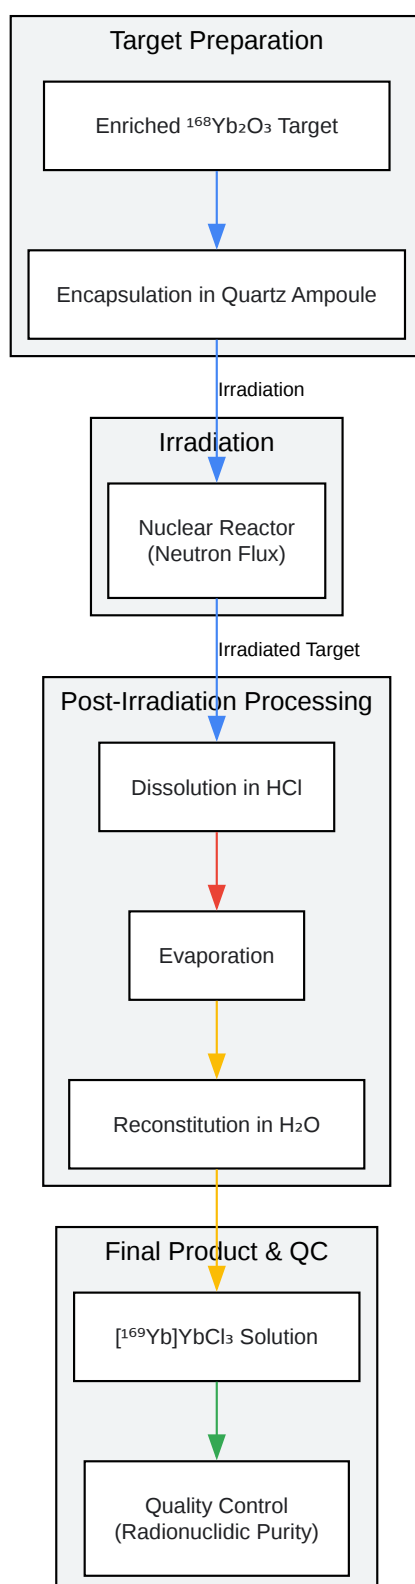 Target Preparation
Enriched ¹⁶⁸Yb₂O₃ Target
Encapsulation in Quartz Ampoule
Irradiation
Irradiation
Nuclear Reactor
(Neutron Flux)
Irradiated Target
Post-Irradiation Processing
Dissolution in HCl
Evaporation
Reconstitution in H₂O
Final Product & QC
[¹⁶⁹Yb]YbCl₃ Solution
Quality Control
(Radionuclidic Purity)